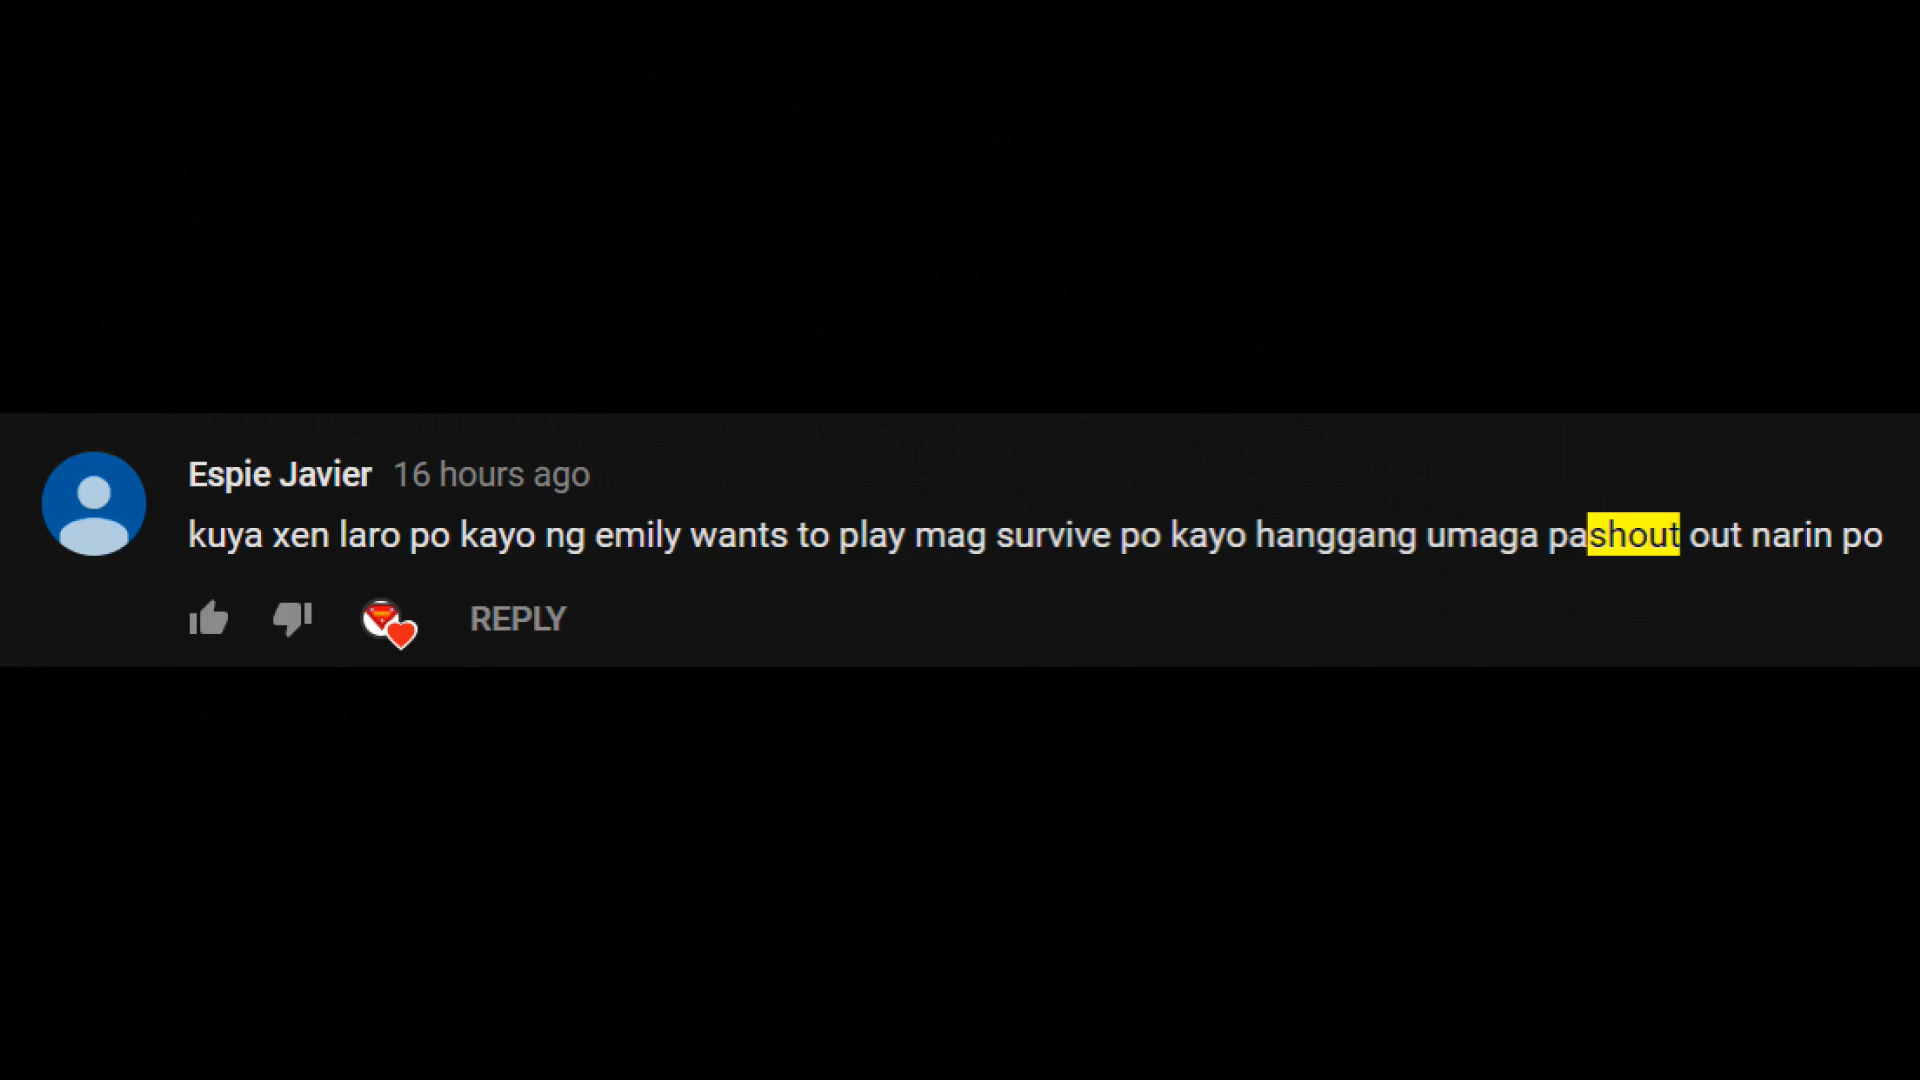 Espie Javier 16 hours ago
kuya xen laro po kayo ng emily wants to play mag survive po kayo hanggang umaga pashout out narin po
REPLY